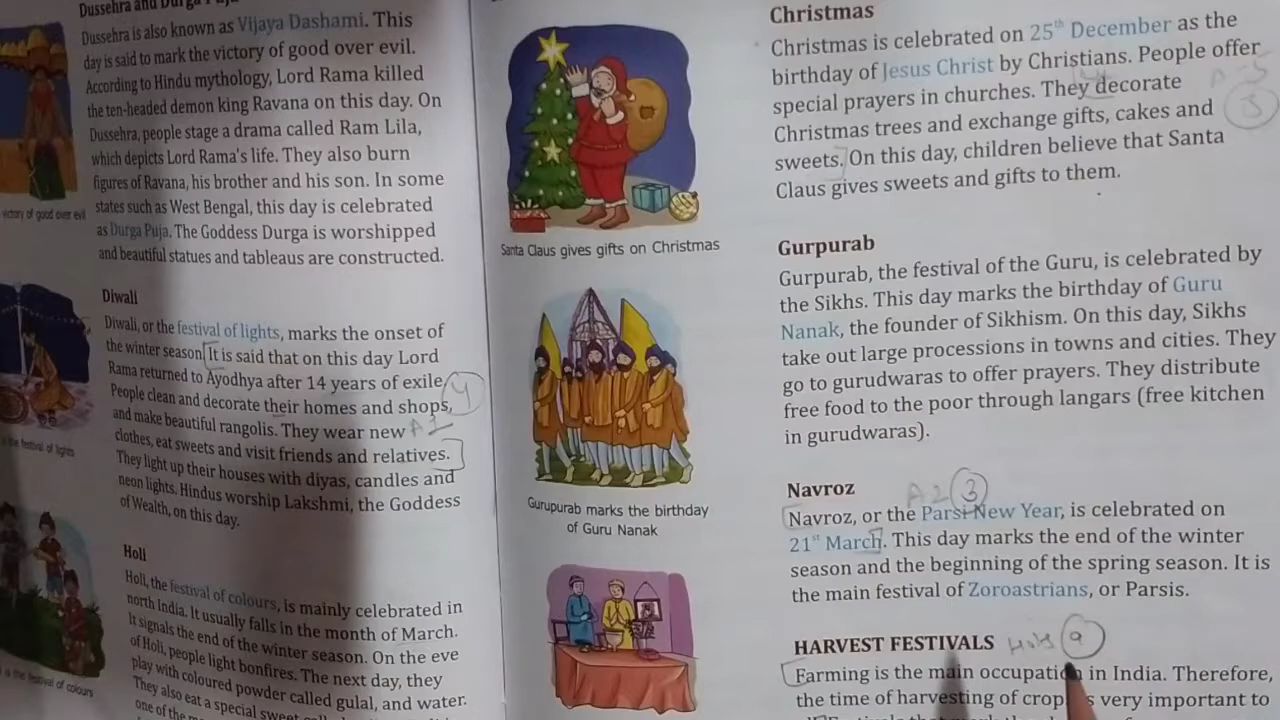 Dussehra and Durga Puja
Dussehra is also known as Vijaya Dashami. This
day is said to mark the victory of good over evil.
According to Hindu mythology, Lord Rama killed
the ten-headed demon king Ravana on this day. On
Dussehra, people stage a drama called Ram Lila,
which depicts Lord Rama's life. They also burn
figures of Ravana, his brother and his son. In some
states such as West Bengal, this day is celebrated
as Durga Puja. The Goddess Durga is worshipped
and beautiful statues and tableaus are constructed.
victory of good over evil
Diwali
Diwali, or the festival of lights, marks the onset of
the winter season. It is said that on this day Lord
Rama returned to Ayodhya after 14 years of exile.
People clean and decorate their homes and shops, 4
and make beautiful rangolis. They wear new A1
clothes, eat sweets and visit friends and relatives.
They light up their houses with diyas, candles and
neon lights. Hindus worship Lakshmi, the Goddess
of Wealth, on this day.
is the festival of lights
Holi
Holi, the festival of colours, is mainly celebrated in
north India. It usually falls in the month of March.
It signals the end of the winter season. On the eve
of Holi, people light bonfires. The next day, they
play with coloured powder called gulal, and water.
They also eat a special sweet
one of the
is the festival of colours
Santa Claus gives gifts on Christmas
Gurupurab marks the birthday
of Guru Nanak
Christmas
Christmas is celebrated on 25th December as the
birthday of Jesus Christ by Christians. People offer
special prayers in churches. They decorate
Christmas trees and exchange gifts, cakes and
sweets. On this day, children believe that Santa
Claus gives sweets and gifts to them.
Gurpurab
Gurpurab, the festival of the Guru, is celebrated by
the Sikhs. This day marks the birthday of Guru
Nanak, the founder of Sikhism. On this day, Sikhs
take out large processions in towns and cities. They
go to gurudwaras to offer prayers. They distribute
free food to the poor through langars (free kitchen
in gurudwaras).
Navroz A2 3
Navroz, or the Parsi New Year, is celebrated on
21st March. This day marks the end of the winter
season and the beginning of the spring season. It is
the main festival of Zoroastrians, or Parsis.
HARVEST FESTIVALS 9
Farming is the main occupation in India. Therefore,
the time of harvesting of crops very important to